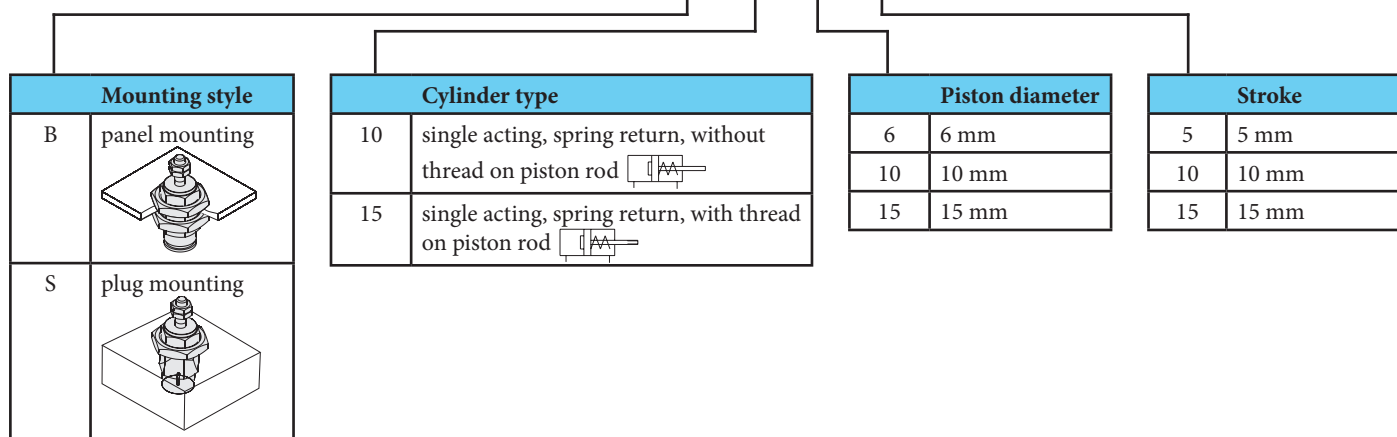 Mounting style
B panel mounting
S plug mounting
Cylinder type
10 single acting, spring return, without
thread on piston rod
15 single acting, spring return, with thread
on piston rod
Piston diameter
6 6 mm
10 10 mm
15 15 mm
Stroke
5 5 mm
10 10 mm
15 15 mm